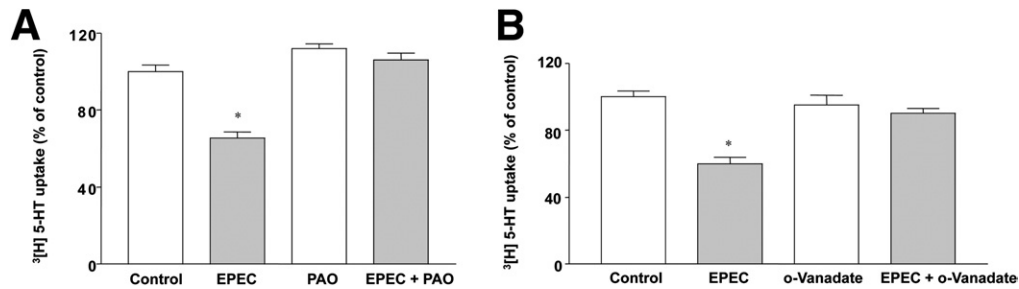 A
³[H] 5-HT uptake (% of control)
120
80
40
0
*
Control EPEC PAO EPEC + PAO
B
³[H] 5-HT uptake (% of control)
120
80
40
0
*
Control EPEC o-Vanadate EPEC + o-Vanadate